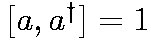 [a, a†] = 1